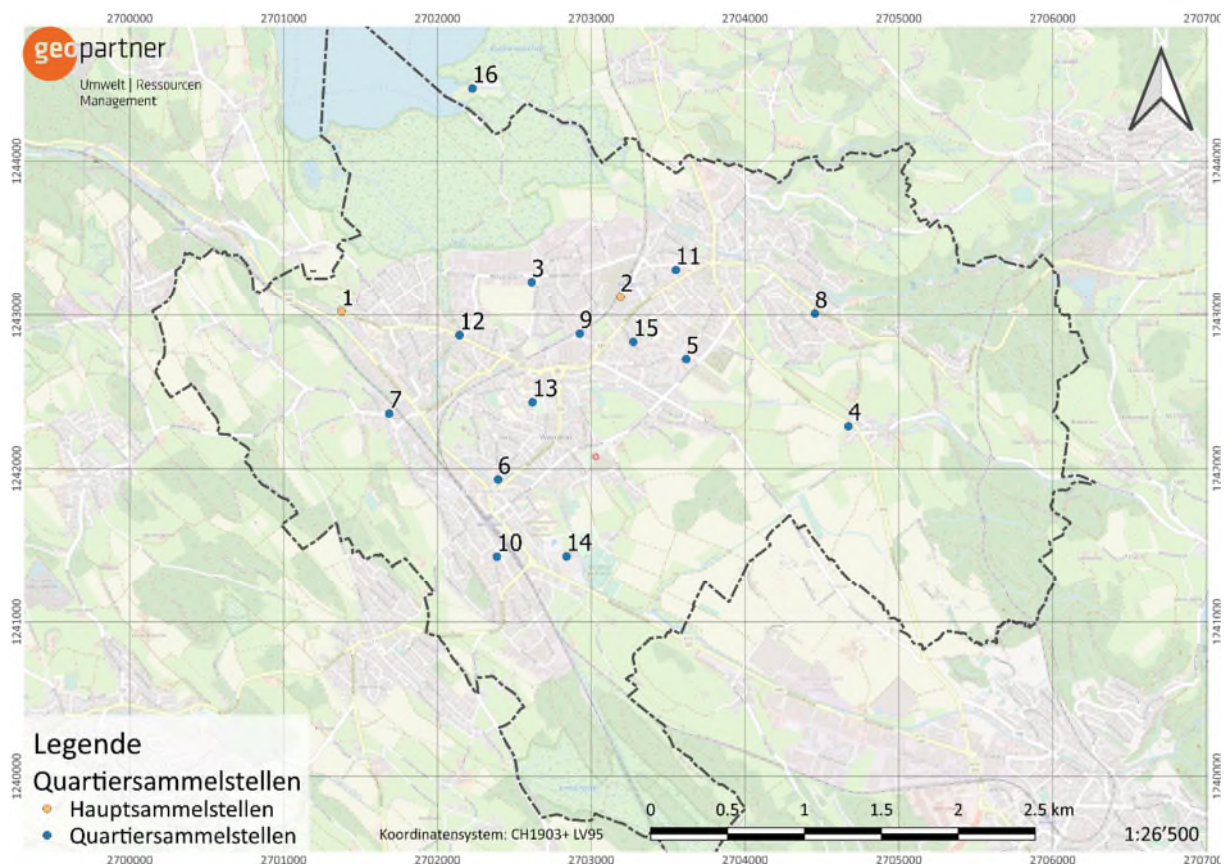 2700000 2701000 2702000 2703000 2704000 2705000 2706000 270700
geopartner
Umwelt | Ressourcen
Management
N
16
1244000 1244000
3
11
2
1
8
1243000 1243000
12
9
15
5
13
7
4
1242000 1242000
6
10
14
1241000 1241000
Legende
Quartiersammelstellen
Hauptsammelstellen
Quartiersammelstellen
1240000 1240000
Koordinatensystem: CH1903+ LV95
0 0.5 1 1.5 2 2.5 km
1:26'500
2700000 2701000 2702000 2703000 2704000 2705000 2706000 270700